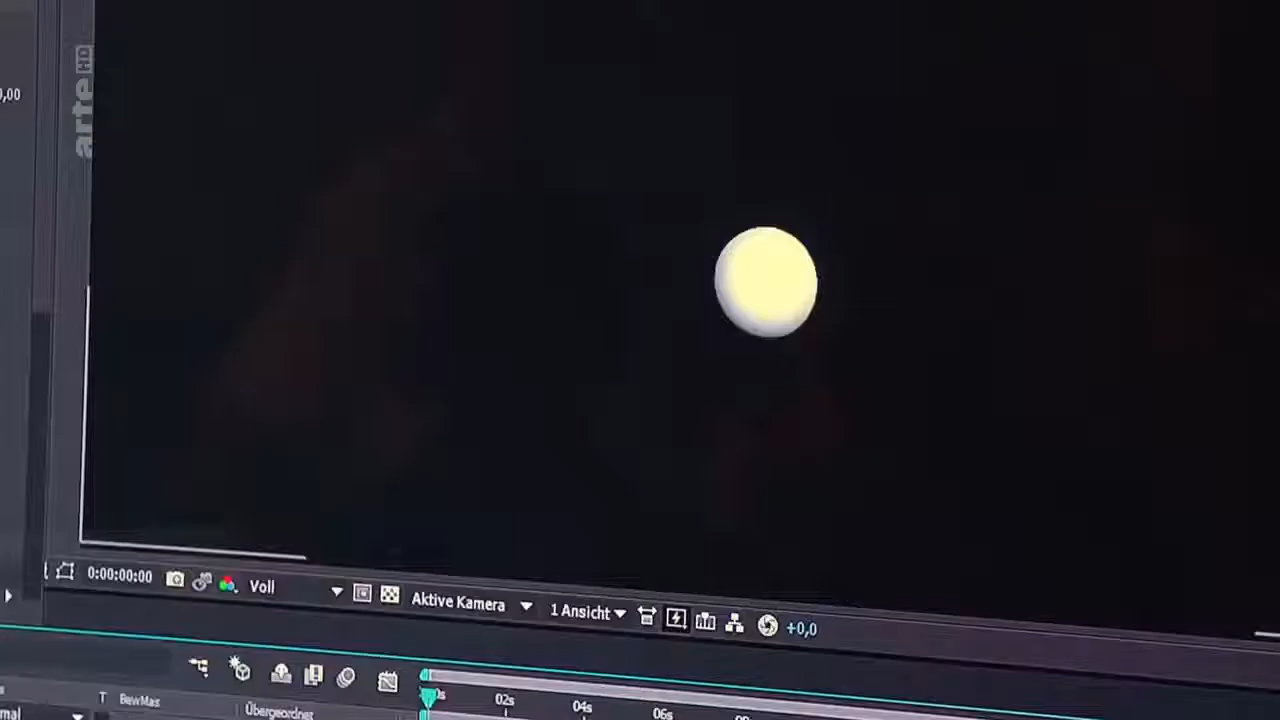 arte HD
0,00
0:00:00:00 Voll Aktive Kamera 1 Ansicht +0,0
T BewMas Übergeordnet
02s 04s 06s